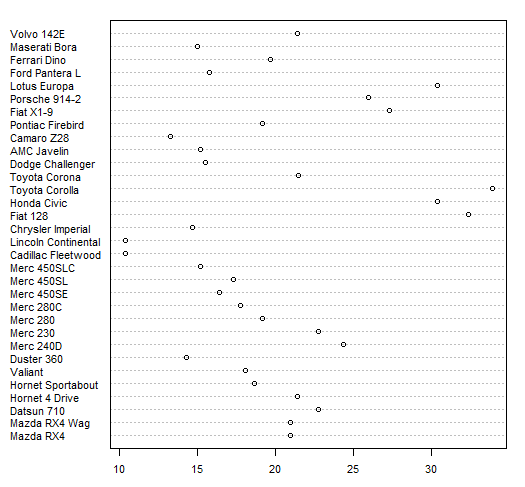 Volvo 142E
Maserati Bora
Ferrari Dino
Ford Pantera L
Lotus Europa
Porsche 914-2
Fiat X1-9
Pontiac Firebird
Camaro Z28
AMC Javelin
Dodge Challenger
Toyota Corona
Toyota Corolla
Honda Civic
Fiat 128
Chrysler Imperial
Lincoln Continental
Cadillac Fleetwood
Merc 450SLC
Merc 450SL
Merc 450SE
Merc 280C
Merc 280
Merc 230
Merc 240D
Duster 360
Valiant
Hornet Sportabout
Hornet 4 Drive
Datsun 710
Mazda RX4 Wag
Mazda RX4
10 15 20 25 30